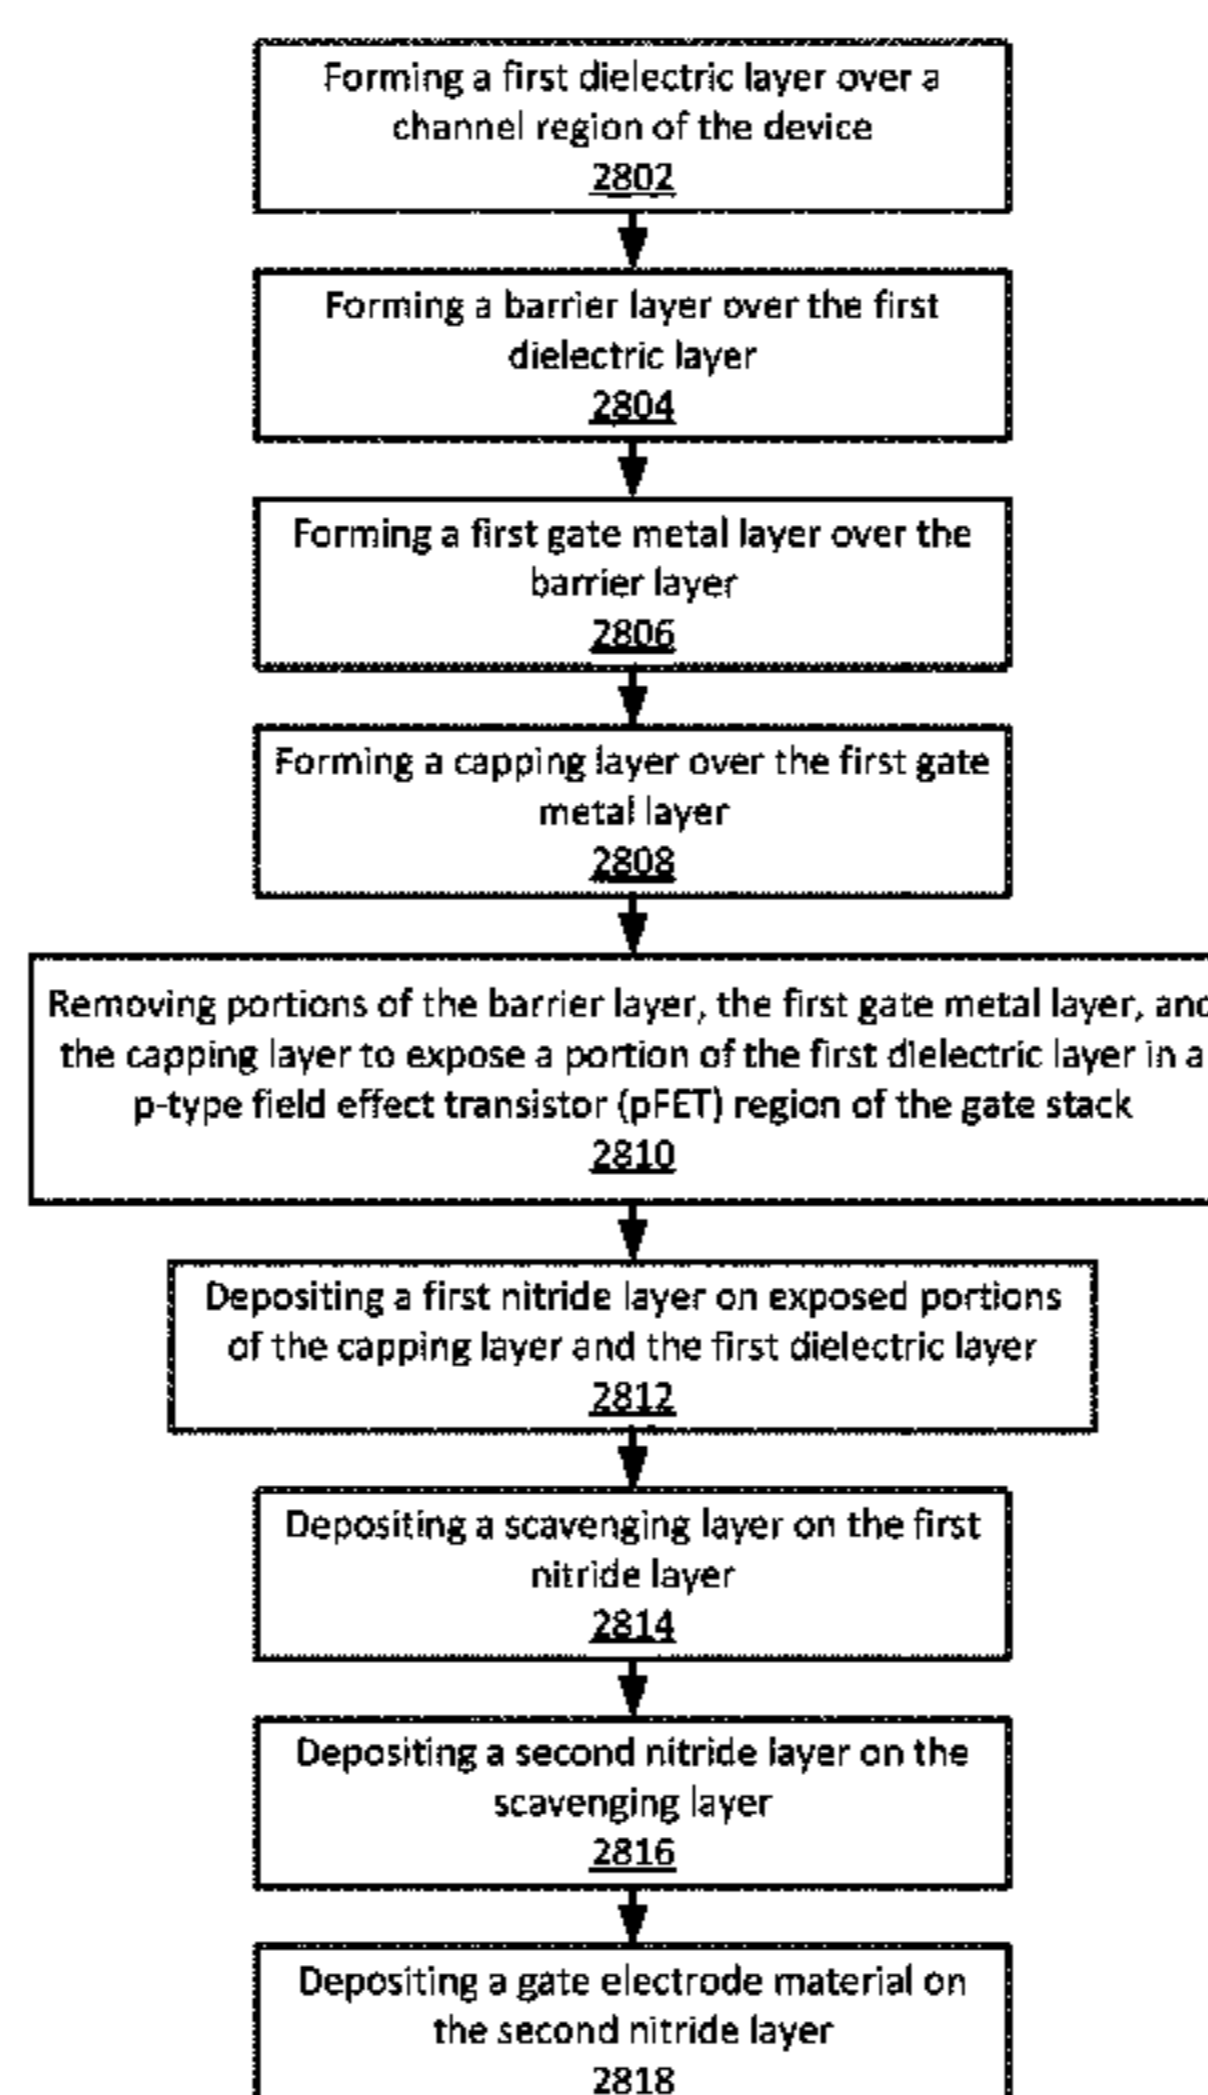 Forming a first dielectric layer over a
channel region of the device
2802
Forming a barrier layer over the first
dielectric layer
2804
Forming a first gate metal layer over the
barrier layer
2806
Forming a capping layer over the first gate
metal layer
2808
Removing portions of the barrier layer, the first gate metal layer, and
the capping layer to expose a portion of the first dielectric layer in a
p-type field effect transistor (pFET) region of the gate stack
2810
Depositing a first nitride layer on exposed portions
of the capping layer and the first dielectric layer
2812
Depositing a scavenging layer on the first
nitride layer
2814
Depositing a second nitride layer on the
scavenging layer
2816
Depositing a gate electrode material on
the second nitride layer
2818